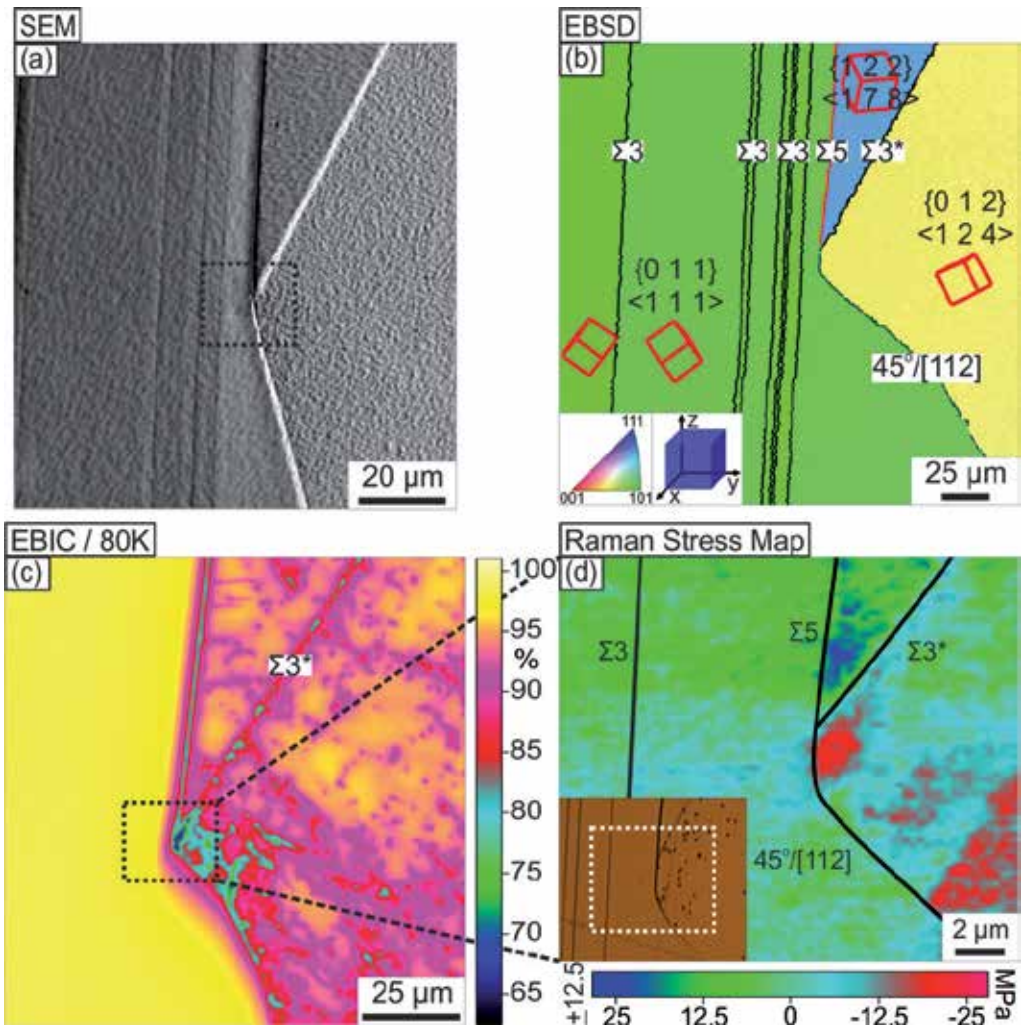 SEM
(a)
20 µm
EBSD
(b)
{1 2 2}
<1 7 8>
Σ3 Σ3 Σ3 Σ5 Σ3*
{0 1 2}
<1 2 4>
{0 1 1}
<1 1 1>
45°/[112]
111
001
101
z
x
y
25 µm
EBIC / 80K
(c)
Σ3*
25 µm
100
95
%
90
85
80
75
70
65
Raman Stress Map
(d)
Σ3
Σ5
Σ3*
45°/[112]
2 µm
±12.5
25 12.5 0 -12.5 -25
MPa